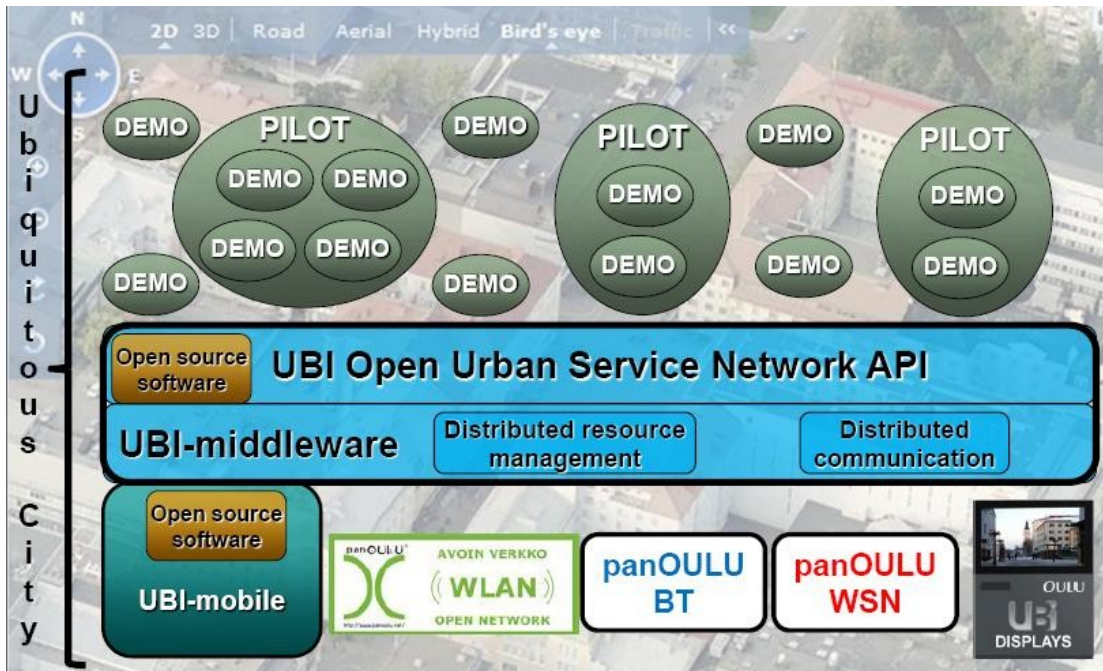 N
2D 3D Road Aerial Hybrid Bird's eye Traffic <<
W E
S
Ubiquitous City
DEMO
PILOT
DEMO
DEMO
DEMO
DEMO
DEMO
DEMO
DEMO
PILOT
DEMO
DEMO
DEMO
DEMO
PILOT
DEMO
DEMO
Open source
software
UBI Open Urban Service Network API
UBI-middleware
Distributed resource
management
Distributed
communication
Open source
software
UBI-mobile
panOULU
AVOIN VERKKO
((WLAN))
OPEN NETWORK
panOULU
BT
panOULU
WSN
OULU
UBI
DISPLAYS